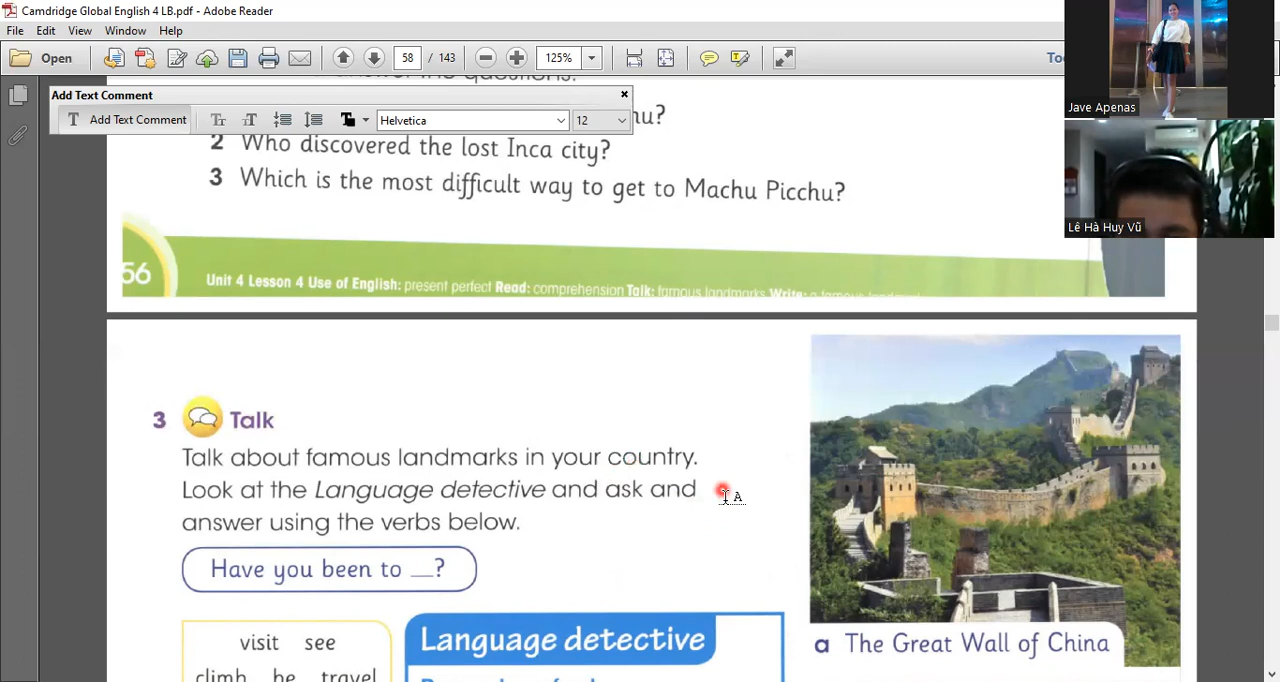 Camdridge Global English 4 LB.pdf - Adobe Reader
File Edit View Window Help
Open 58 / 143 125%
Jave Apenas
Add Text Comment
T Add Text Comment Helvetica 12
hu?
2 Who discovered the lost Inca city?
3 Which is the most difficult way to get to Machu Picchu?
Lê Hà Huy Vũ
56
Unit 4 Lesson 4 Use of English: present perfect Read: comprehension Talk: famous landmarks Write:
3 Talk
Talk about famous landmarks in your country.
Look at the Language detective and ask and
answer using the verbs below.
Have you been to __?
visit see
climb be travel
Language detective
a The Great Wall of China